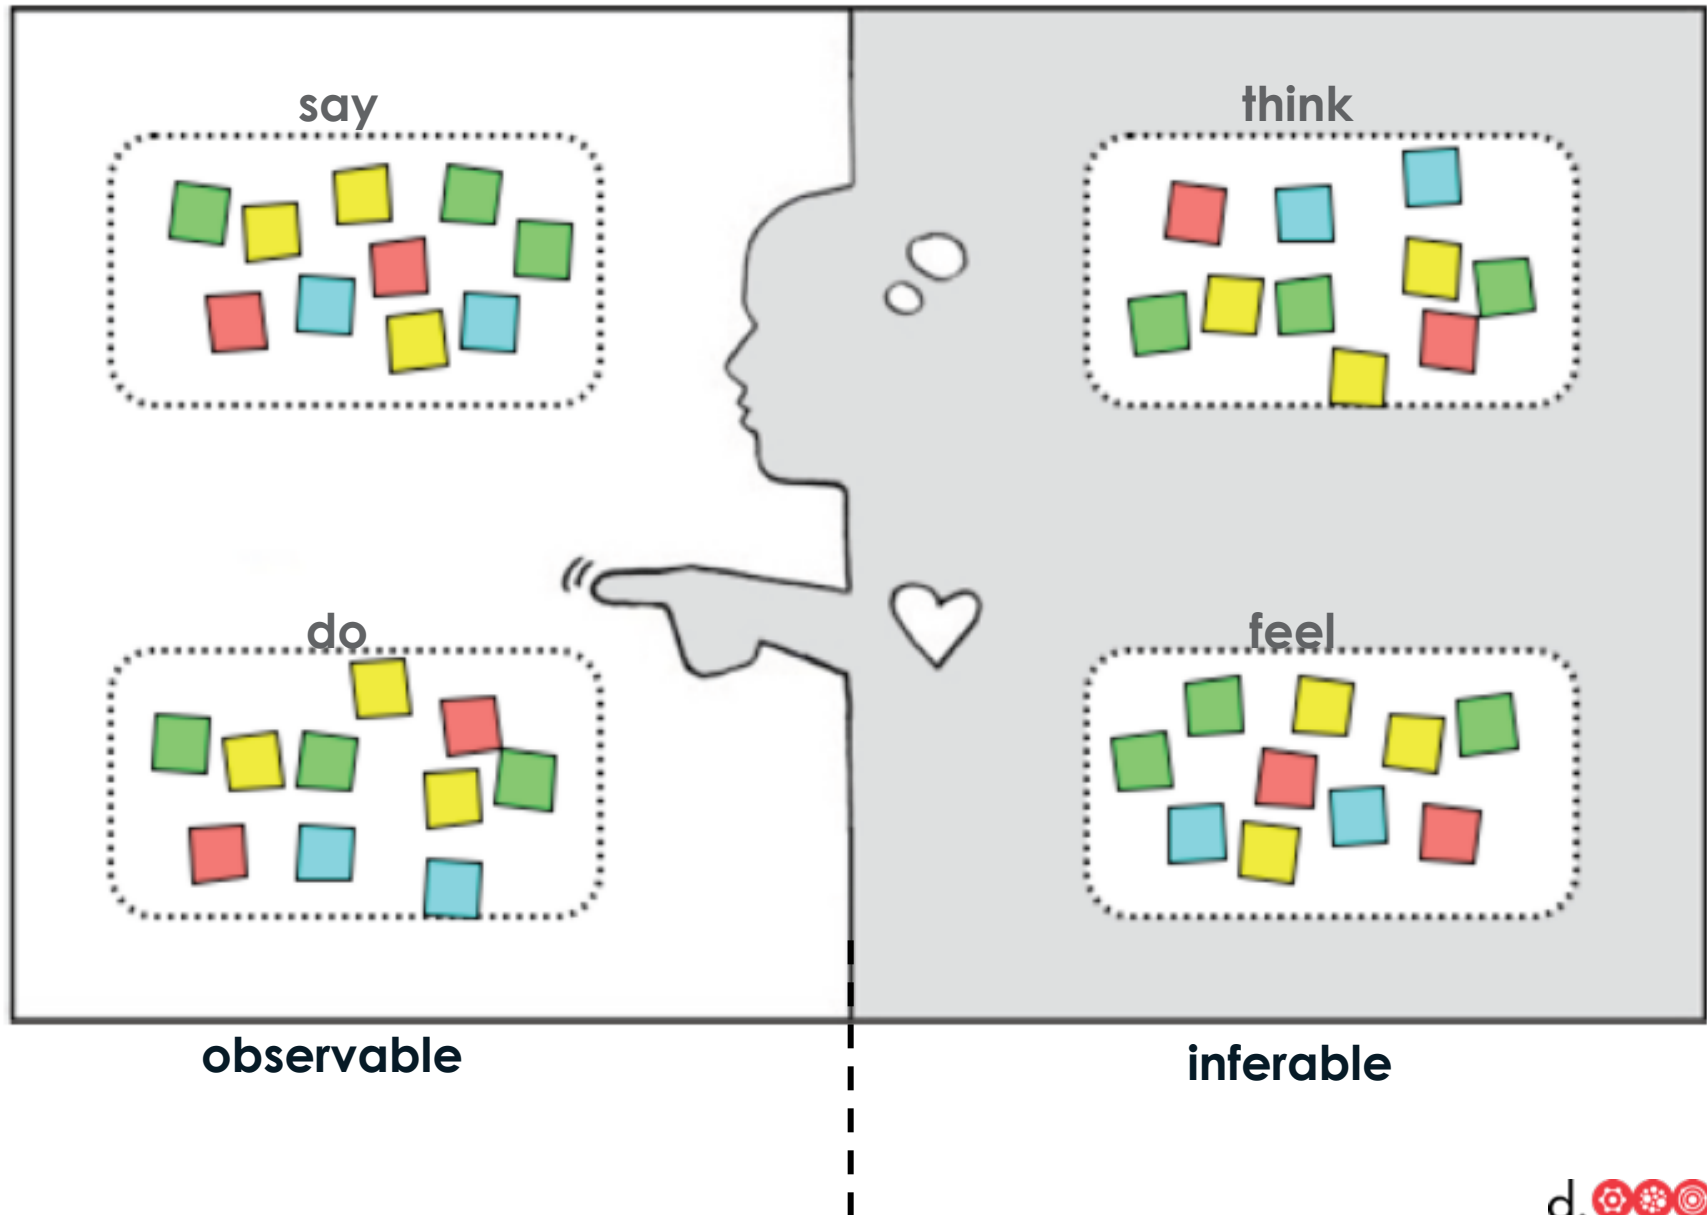 say
think
do
feel
observable
inferable
d.